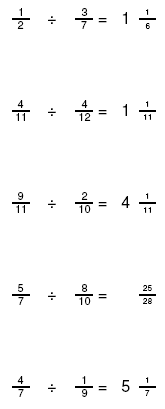 1/2 ÷ 3/7 = 1 1/6
4/11 ÷ 4/12 = 1 1/11
9/11 ÷ 2/10 = 4 1/11
5/7 ÷ 8/10 = 25/28
4/7 ÷ 1/9 = 5 1/7